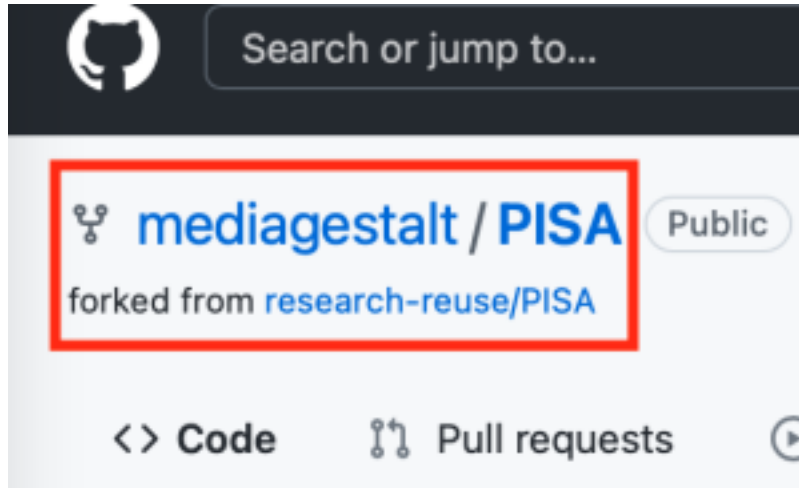 Search or jump to...
mediagestalt / PISA Public
forked from research-reuse/PISA
<> Code Pull requests